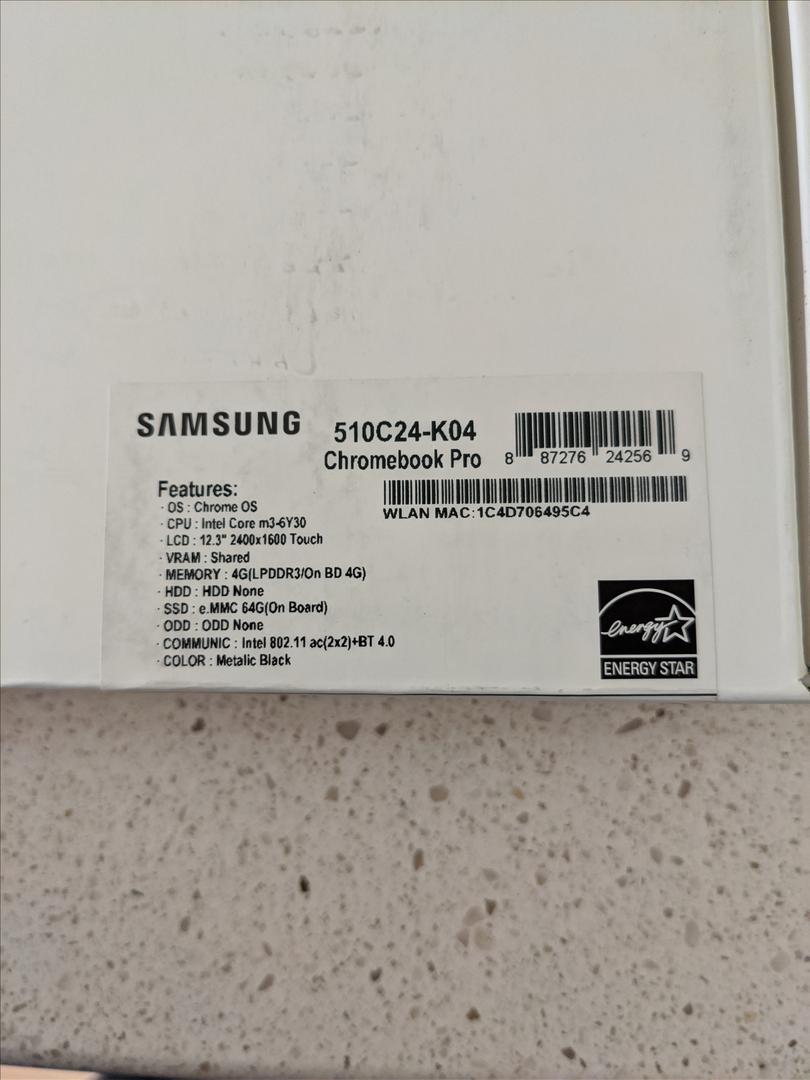 SAMSUNG
510C24-K04
Chromebook Pro
8 87276 24256 9
WLAN MAC:1C4D706495C4
Features:
· OS : Chrome OS
· CPU : Intel Core m3-6Y30
· LCD : 12.3" 2400x1600 Touch
· VRAM : Shared
· MEMORY : 4G(LPDDR3/On BD 4G)
· HDD : HDD None
· SSD : e.MMC 64G(On Board)
· ODD : ODD None
· COMMUNIC : Intel 802.11 ac(2x2)+BT 4.0
· COLOR : Metalic Black
energy
ENERGY STAR